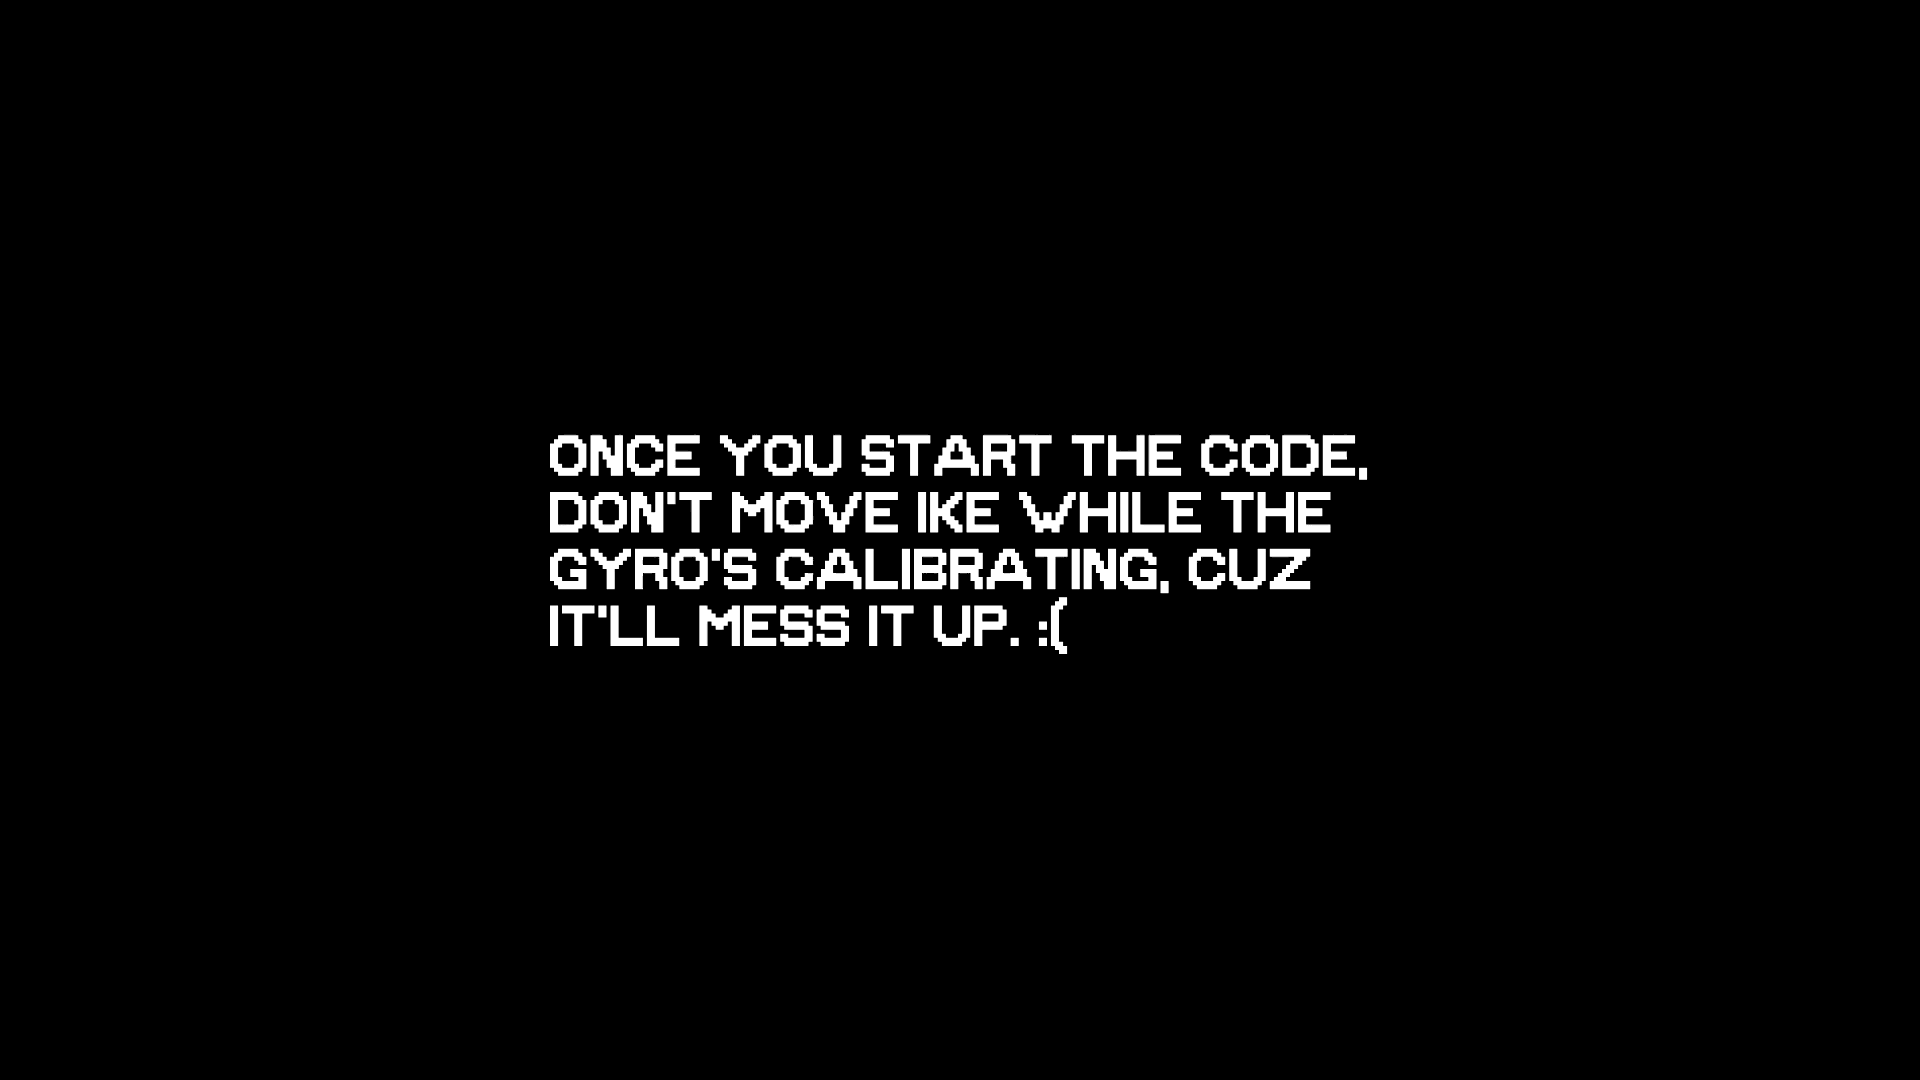 ONCE YOU START THE CODE,
DON'T MOVE IKE WHILE THE
GYRO'S CALIBRATING, CUZ
IT'LL MESS IT UP. :(